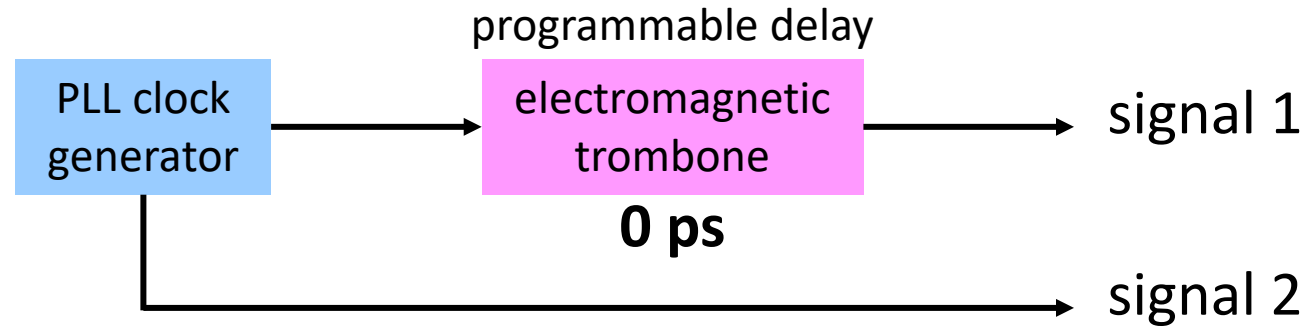 programmable delay
PLL clock
generator
electromagnetic
trombone
signal 1
0 ps
signal 2